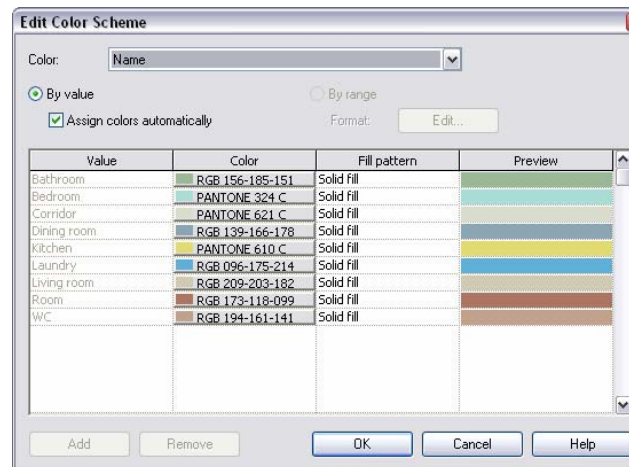 Edit Color Scheme
Color: Name
By value By range
Assign colors automatically Format: Edit...
Value Color Fill pattern Preview
Bathroom RGB 156-185-151 Solid fill
Bedroom PANTONE 324 C Solid fill
Corridor PANTONE 621 C Solid fill
Dining room RGB 139-166-178 Solid fill
Kitchen PANTONE 610 C Solid fill
Laundry RGB 096-175-214 Solid fill
Living room RGB 209-203-182 Solid fill
Room RGB 173-118-099 Solid fill
WC RGB 194-161-141 Solid fill
Add Remove OK Cancel Help